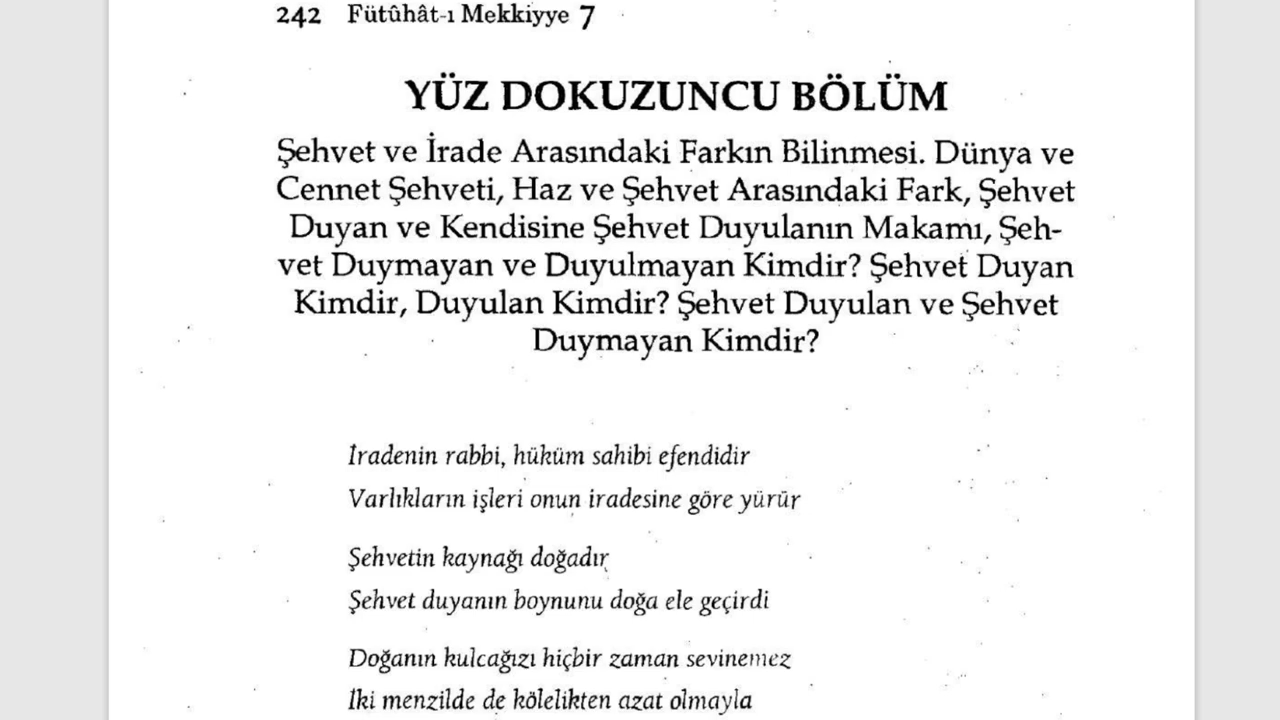 242 Fütûhât-ı Mekkiyye 7
YÜZ DOKUZUNCU BÖLÜM
Şehvet ve İrade Arasındaki Farkın Bilinmesi. Dünya ve
Cennet Şehveti, Haz ve Şehvet Arasındaki Fark, Şehvet
Duyan ve Kendisine Şehvet Duyulanın Makamı, Şeh-
vet Duymayan ve Duyulmayan Kimdir? Şehvet Duyan
Kimdir, Duyulan Kimdir? Şehvet Duyulan ve Şehvet
Duymayan Kimdir?
İradenin rabbi, hüküm sahibi efendidir
Varlıkların işleri onun iradesine göre yürür
Şehvetin kaynağı doğadır
Şehvet duyanın boynunu doğa ele geçirdi
Doğanın kulcağızı hiçbir zaman sevinemez
İki menzilde de kölelikten azat olmayla